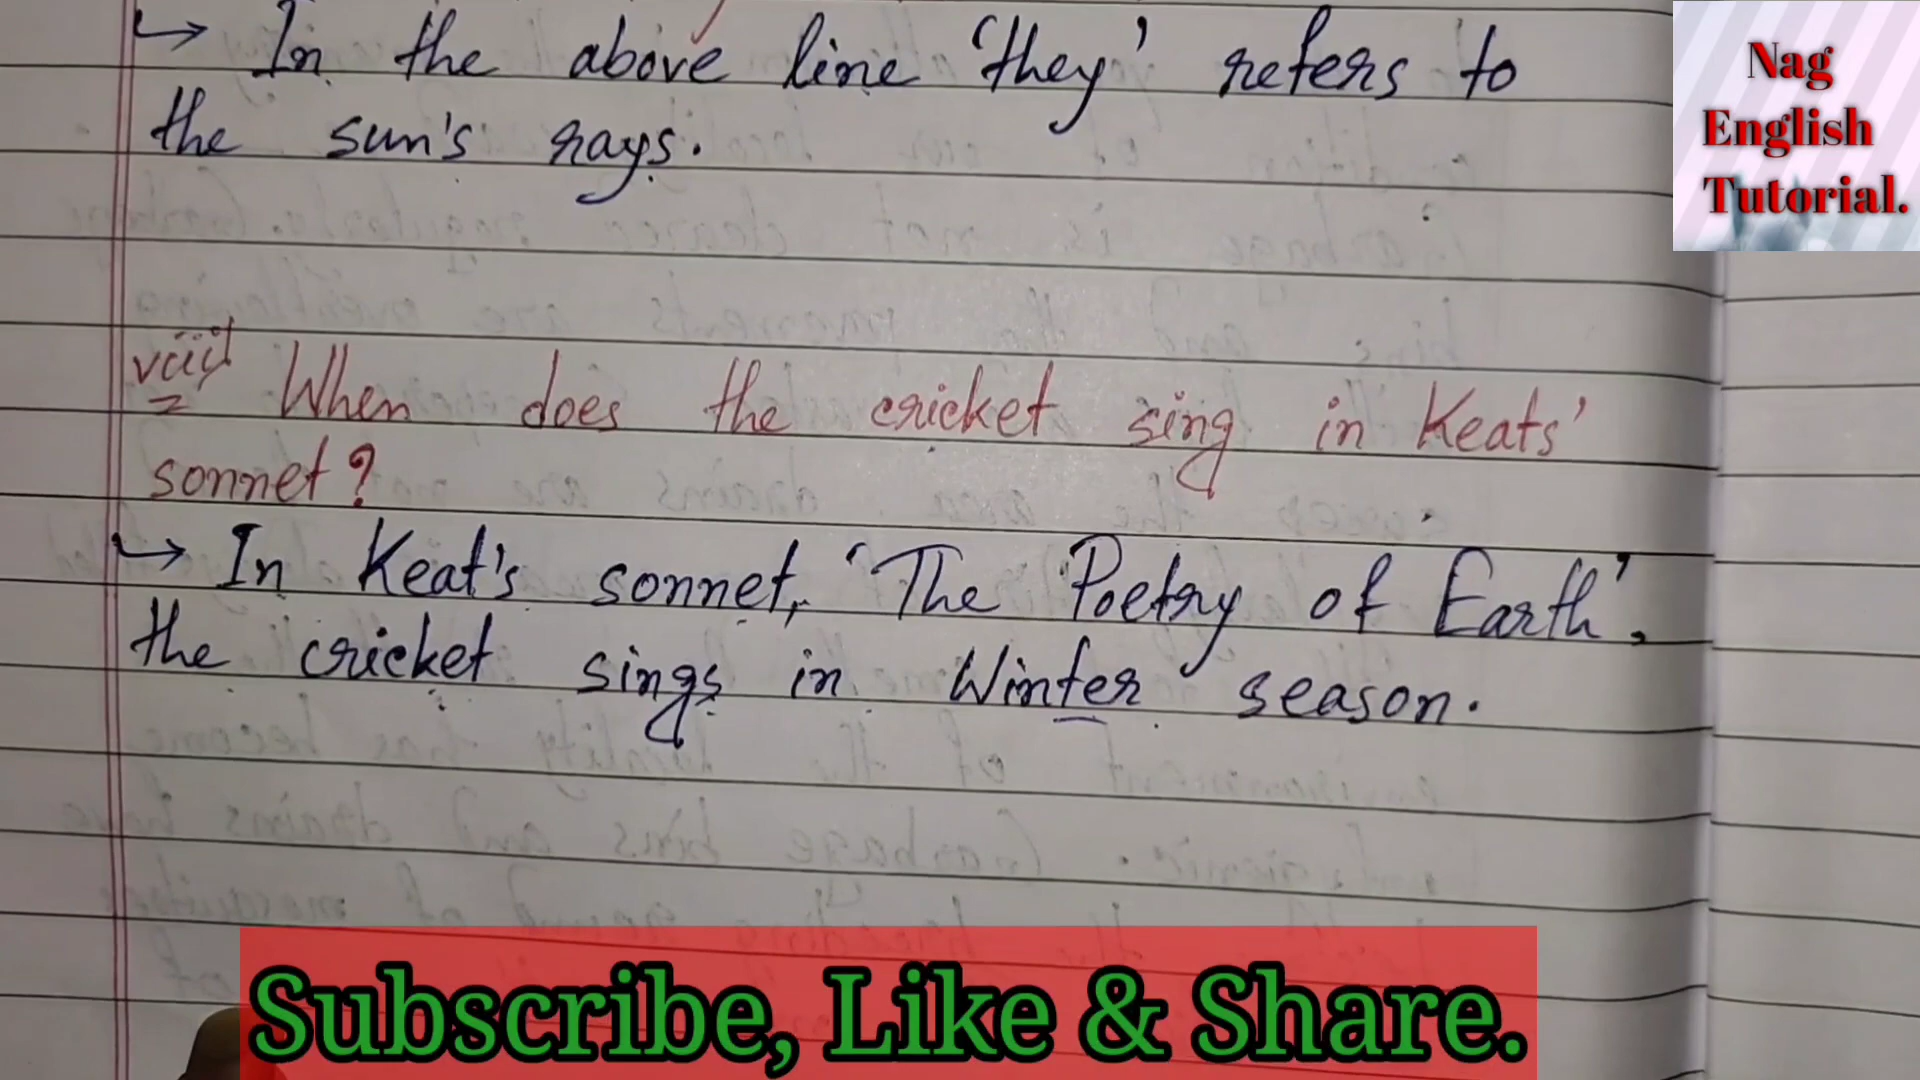 ↳ In the above line 'they' refers to
the sun's rays.
viii) When does the cricket sing in Keats'
sonnet?
↳ In Keat's sonnet, 'The Poetry of Earth',
the cricket sings in Winter season.
Nag
English
Tutorial.
Subscribe, Like & Share.